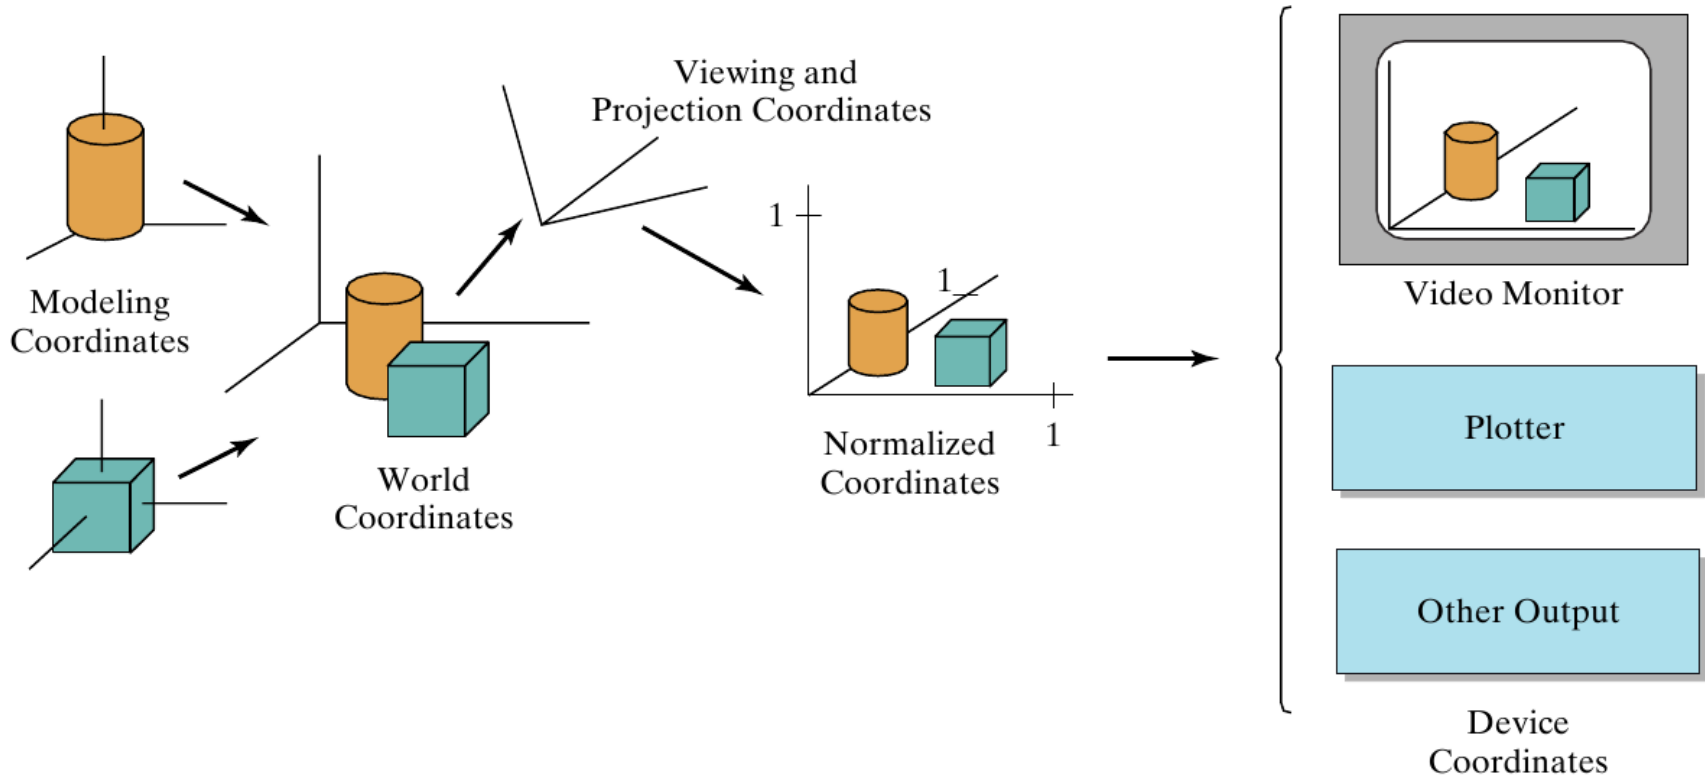 Modeling
Coordinates
World
Coordinates
Viewing and
Projection Coordinates
1
1
1
Normalized
Coordinates
Video Monitor
Plotter
Other Output
Device
Coordinates